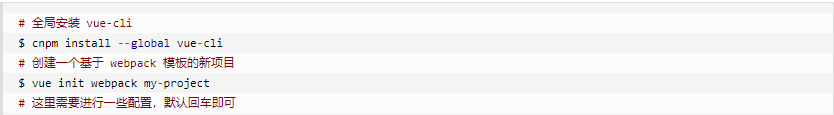 # 全局安装 vue-cli
$ cnpm install --global vue-cli
# 创建一个基于 webpack 模板的新项目
$ vue init webpack my-project
# 这里需要进行一些配置，默认回车即可